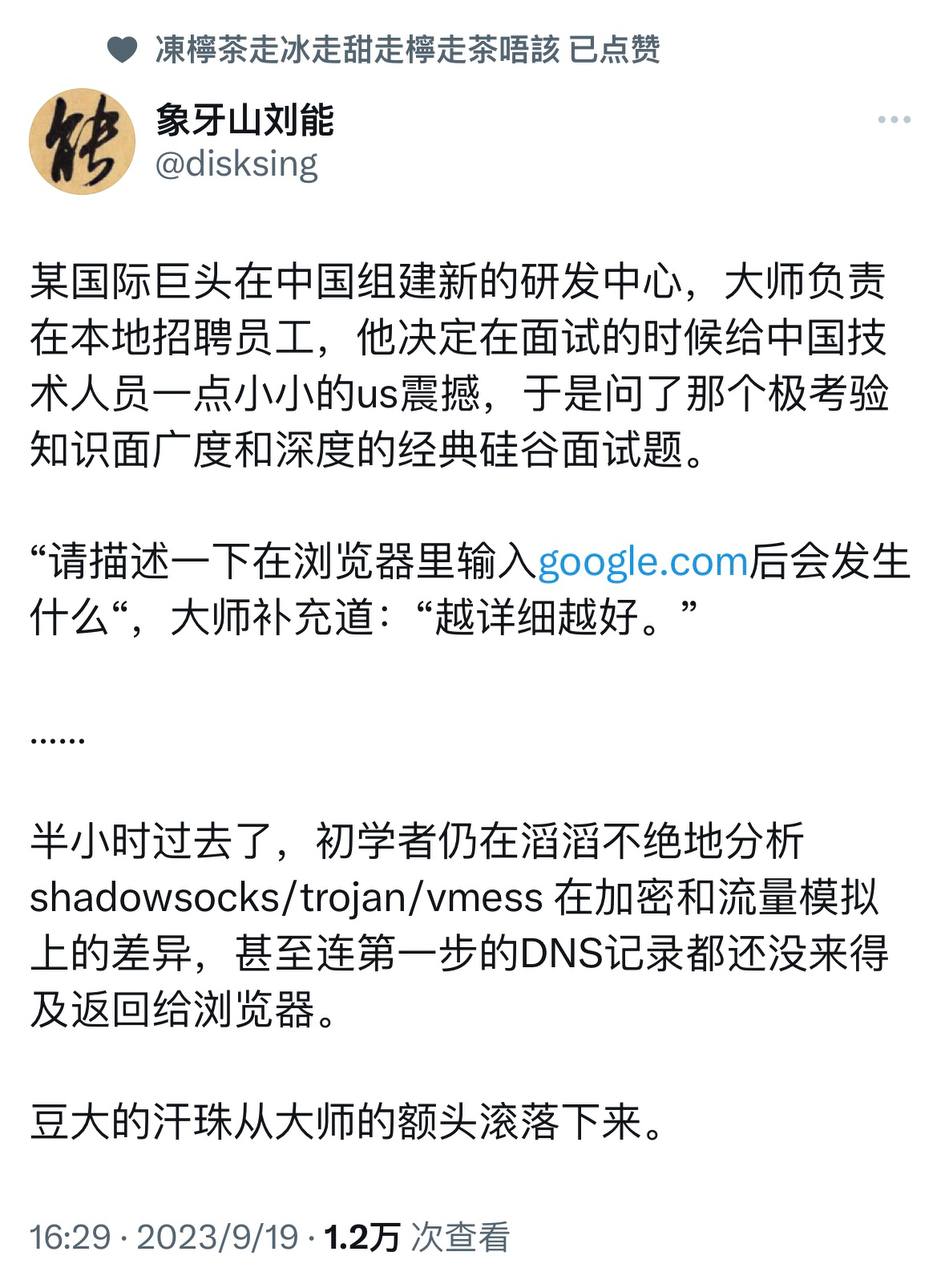 凍檸茶走冰走甜走檸走茶唔該 已点赞
能
象牙山刘能
@disksing
某国际巨头在中国组建新的研发中心，大师负责
在本地招聘员工，他决定在面试的时候给中国技
术人员一点小小的us震撼，于是问了那个极考验
知识面广度和深度的经典硅谷面试题。
“请描述一下在浏览器里输入google.com后会发生
什么“，大师补充道：“越详细越好。”
......
半小时过去了，初学者仍在滔滔不绝地分析
shadowsocks/trojan/vmess 在加密和流量模拟
上的差异，甚至连第一步的DNS记录都还没来得
及返回给浏览器。
豆大的汗珠从大师的额头滚落下来。
16:29 · 2023/9/19 · 1.2万 次查看